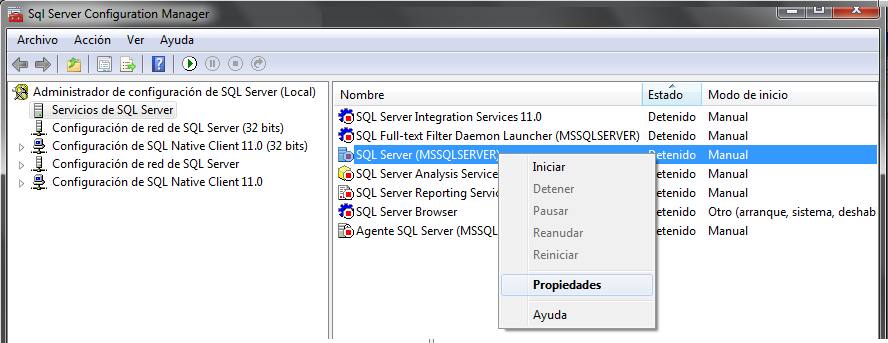 Sql Server Configuration Manager
Archivo Acción Ver Ayuda
Administrador de configuración de SQL Server (Local)
Servicios de SQL Server
Configuración de red de SQL Server (32 bits)
Configuración de SQL Native Client 11.0 (32 bits)
Configuración de red de SQL Server
Configuración de SQL Native Client 11.0
Nombre Estado Modo de inicio
SQL Server Integration Services 11.0 Detenido Manual
SQL Full-text Filter Daemon Launcher (MSSQLSERVER) Detenido Manual
SQL Server (MSSQLSERVER) Detenido Manual
SQL Server Analysis Service etenido Manual
SQL Server Reporting Servic etenido Manual
SQL Server Browser etenido Otro (arranque, sistema, deshab
Agente SQL Server (MSSQL etenido Manual
Iniciar
Detener
Pausar
Reanudar
Reiniciar
Propiedades
Ayuda